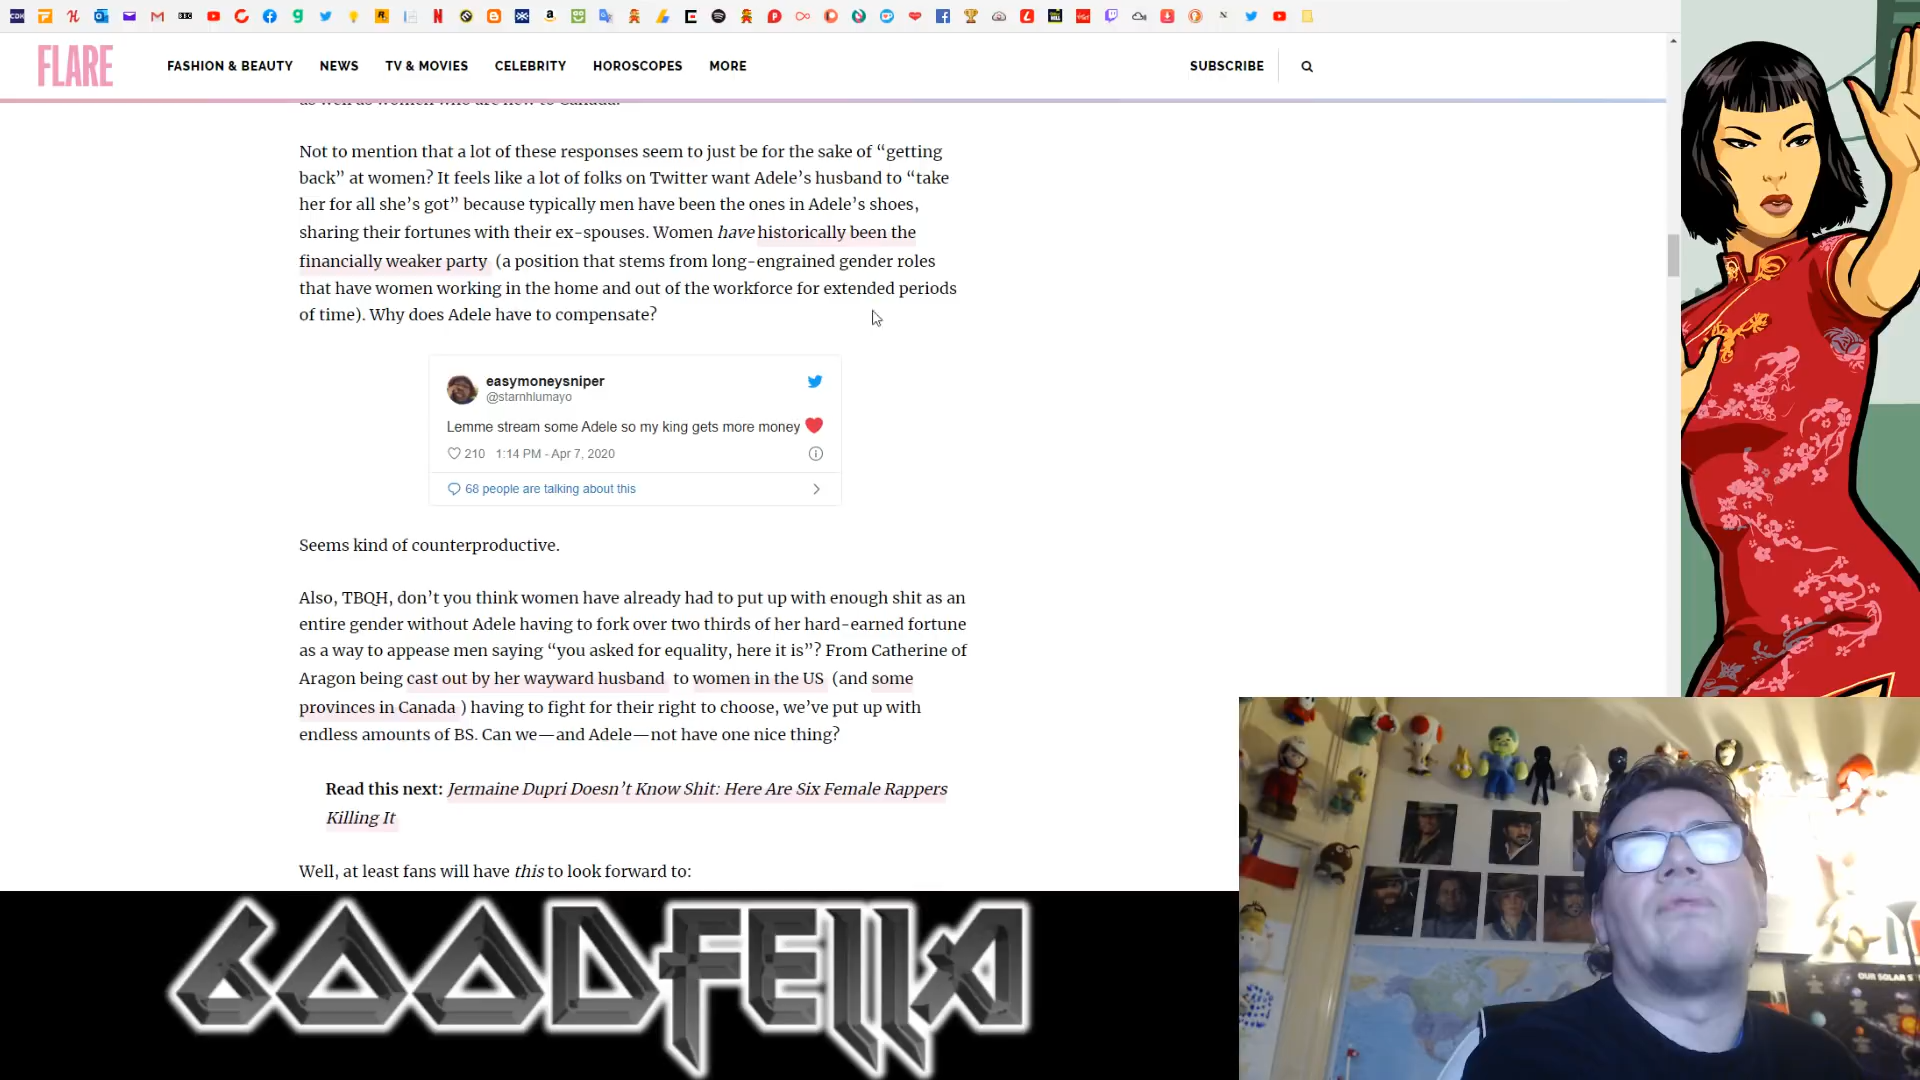 FLARE
FASHION & BEAUTY
NEWS
TV & MOVIES
CELEBRITY
HOROSCOPES
MORE
SUBSCRIBE
as well as women who are new to Canada.
Not to mention that a lot of these responses seem to just be for the sake of “getting
back” at women? It feels like a lot of folks on Twitter want Adele’s husband to “take
her for all she’s got” because typically men have been the ones in Adele’s shoes,
sharing their fortunes with their ex-spouses. Women have historically been the
financially weaker party (a position that stems from long-engrained gender roles
that have women working in the home and out of the workforce for extended periods
of time). Why does Adele have to compensate?
easymoneysniper
@starnhlumayo
Lemme stream some Adele so my king gets more money ❤
210 1:14 PM - Apr 7, 2020
68 people are talking about this
Seems kind of counterproductive.
Also, TBQH, don’t you think women have already had to put up with enough shit as an
entire gender without Adele having to fork over two thirds of her hard-earned fortune
as a way to appease men saying “you asked for equality, here it is”? From Catherine of
Aragon being cast out by her wayward husband to women in the US (and some
provinces in Canada ) having to fight for their right to choose, we’ve put up with
endless amounts of BS. Can we—and Adele—not have one nice thing?
Read this next: Jermaine Dupri Doesn’t Know Shit: Here Are Six Female Rappers
Killing It
Well, at least fans will have this to look forward to:
GOODFELLA
OUR SOLAR S